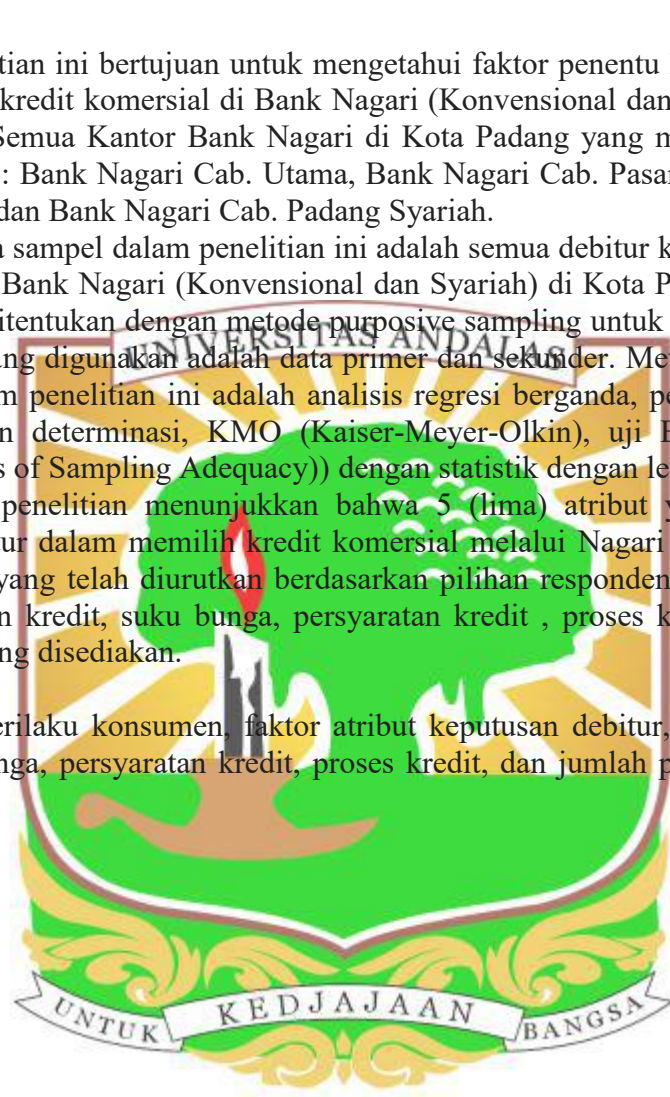 tian ini bertujuan untuk mengetahui faktor penentu
kredit komersial di Bank Nagari (Konvensional dan
Semua Kantor Bank Nagari di Kota Padang yang m
: Bank Nagari Cab. Utama, Bank Nagari Cab. Pasar
dan Bank Nagari Cab. Padang Syariah.
a sampel dalam penelitian ini adalah semua debitur k
Bank Nagari (Konvensional dan Syariah) di Kota P
itentukan dengan metode purposive sampling untuk
UNIVERSITAS ANDALAS
ng digunakan adalah data primer dan sekunder. Me
m penelitian ini adalah analisis regresi berganda, pe
n determinasi, KMO (Kaiser-Meyer-Olkin), uji B
s of Sampling Adequacy)) dengan statistik dengan le
penelitian menunjukkan bahwa 5 (lima) atribut y
ur dalam memilih kredit komersial melalui Nagari
yang telah diurutkan berdasarkan pilihan responden
n kredit, suku bunga, persyaratan kredit , proses k
ng disediakan.
erilaku konsumen, faktor atribut keputusan debitur,
nga, persyaratan kredit, proses kredit, dan jumlah p
UNTUK KEDJAJAAN BANGSA